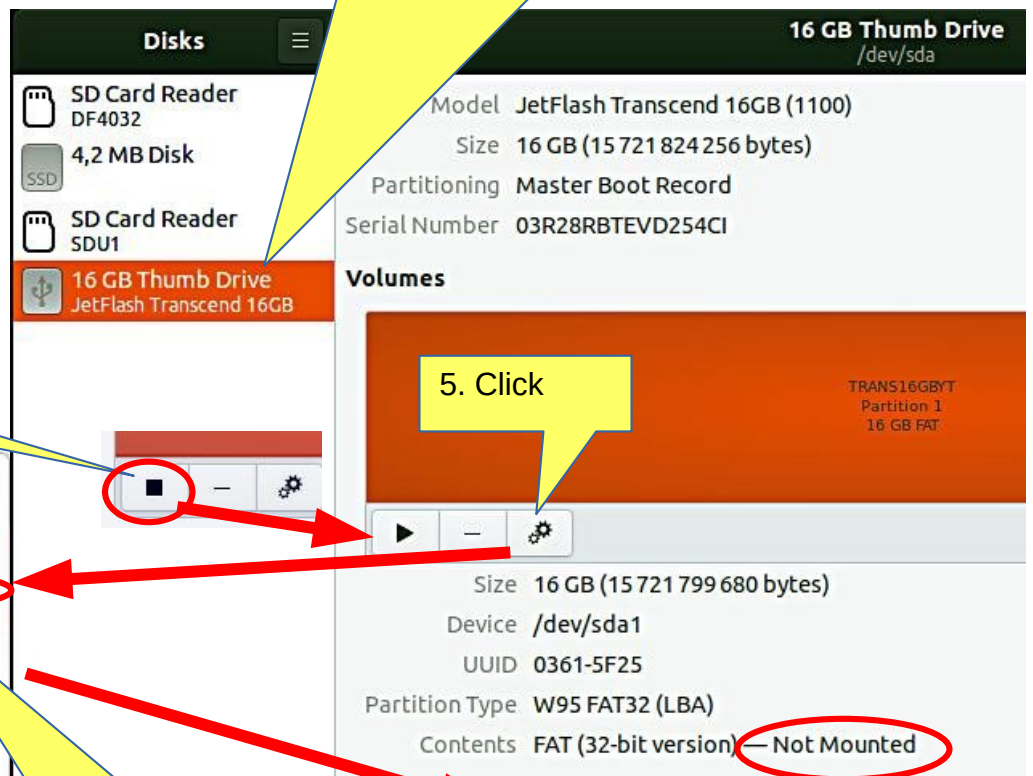 Disks
16 GB Thumb Drive
/dev/sda
SD Card Reader
DF4032
4,2 MB Disk
SSD
SD Card Reader
SDU1
16 GB Thumb Drive
JetFlash Transcend 16GB
Model JetFlash Transcend 16GB (1100)
Size 16 GB (15 721 824 256 bytes)
Partitioning Master Boot Record
Serial Number 03R28RBTEVD254CI
Volumes
5. Click
TRANS16GBYT
Partition 1
16 GB FAT
Size 16 GB (15 721 799 680 bytes)
Device /dev/sda1
UUID 0361-5F25
Partition Type W95 FAT32 (LBA)
Contents FAT (32-bit version) — Not Mounted